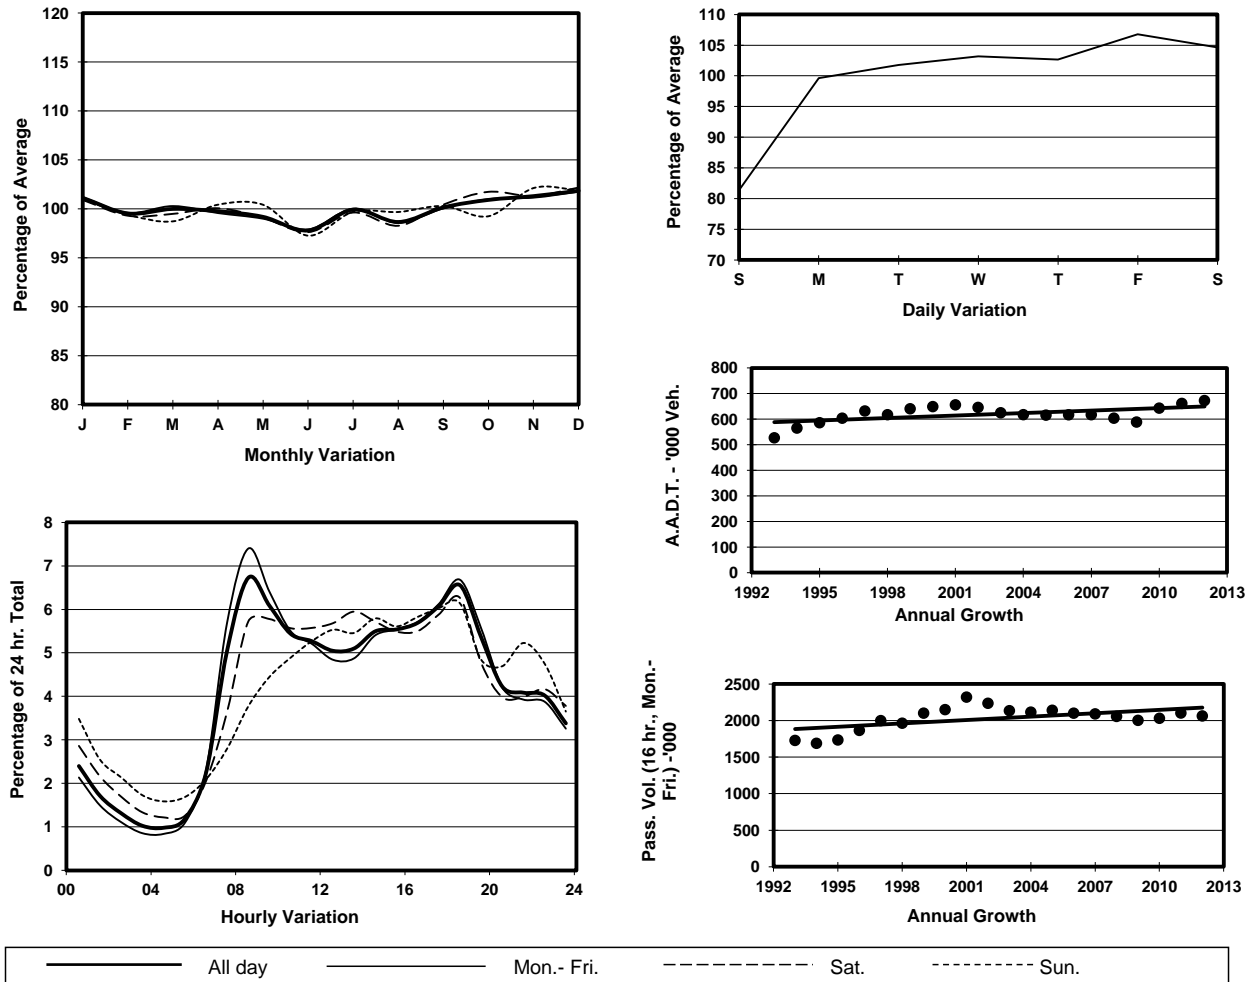 120
115
110
105
100
95
90
85
80
Percentage of Average
J F M A M J J A S O N D
Monthly Variation
110
105
100
95
90
85
80
75
70
Percentage of Average
S M T W T F S
Daily Variation
800
700
600
500
400
300
200
100
0
A.A.D.T. - '000 Veh.
1992 1995 1998 2001 2004 2007 2010 2013
Annual Growth
8
7
6
5
4
3
2
1
0
Percentage of 24 hr. Total
00 04 08 12 16 20 24
Hourly Variation
2500
2000
1500
1000
500
0
Pass. Vol. (16 hr., Mon.-
Fri.) -'000
1992 1995 1998 2001 2004 2007 2010 2013
Annual Growth
All day Mon.- Fri. Sat. Sun.